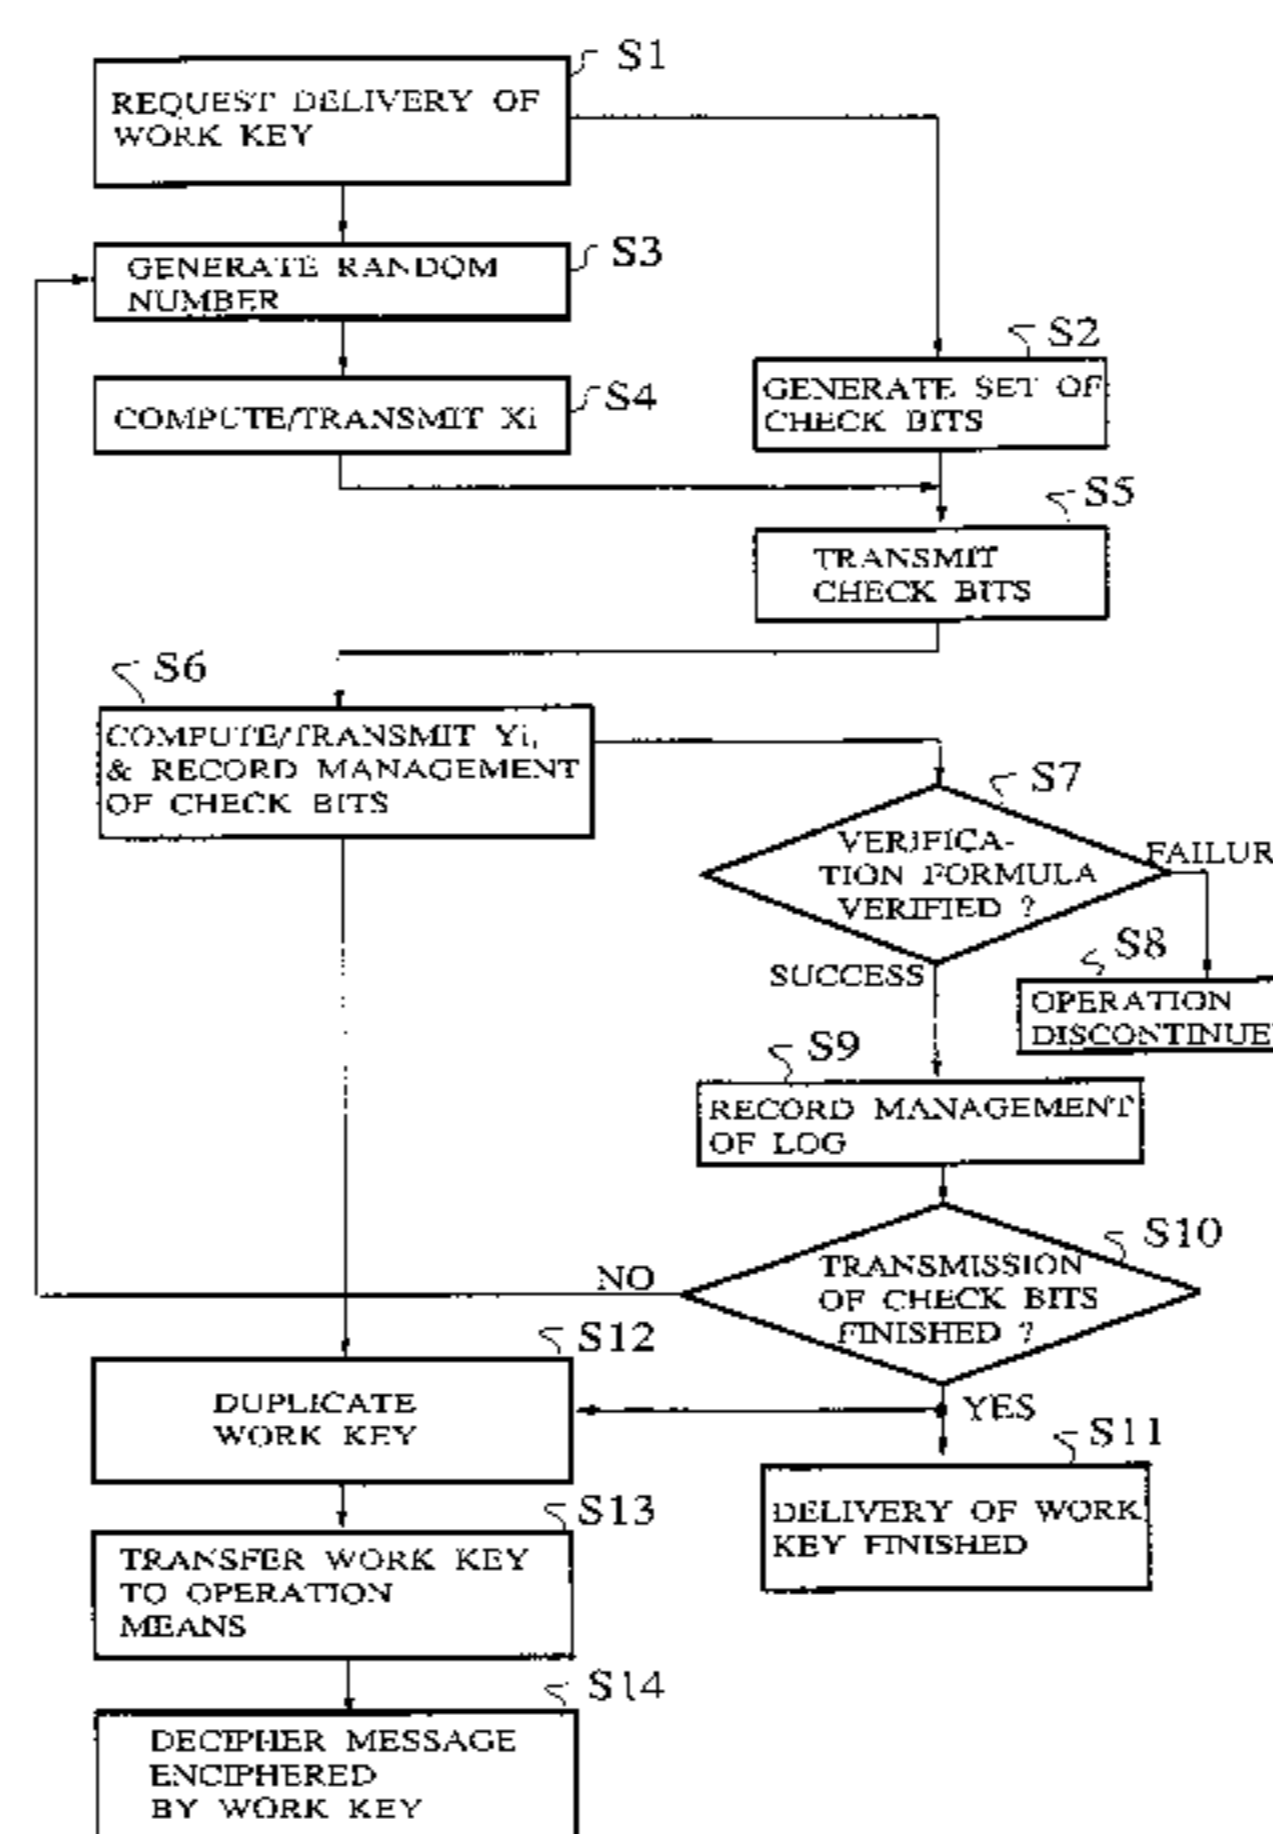 S1
REQUEST DELIVERY OF
WORK KEY
S3
GENERATE RANDOM
NUMBER
S2
GENERATE SET OF
CHECK BITS
S4
COMPUTE/TRANSMIT Xi
S5
TRANSMIT
CHECK BITS
S6
COMPUTE/TRANSMIT Yi,
& RECORD MANAGEMENT
OF CHECK BITS
S7
VERIFICA-
TION FORMULA
VERIFIED ?
FAILUR
SUCCESS
S8
OPERATION
DISCONTINUE
S9
RECORD MANAGEMENT
OF LOG
S10
TRANSMISSION
OF CHECK BITS
FINISHED ?
NO
YES
S12
DUPLICATE
WORK KEY
S11
DELIVERY OF WORK
KEY FINISHED
S13
TRANSFER WORK KEY
TO OPERATION
MEANS
S14
DECIPHER MESSAGE
ENCIPHERED
BY WORK KEY